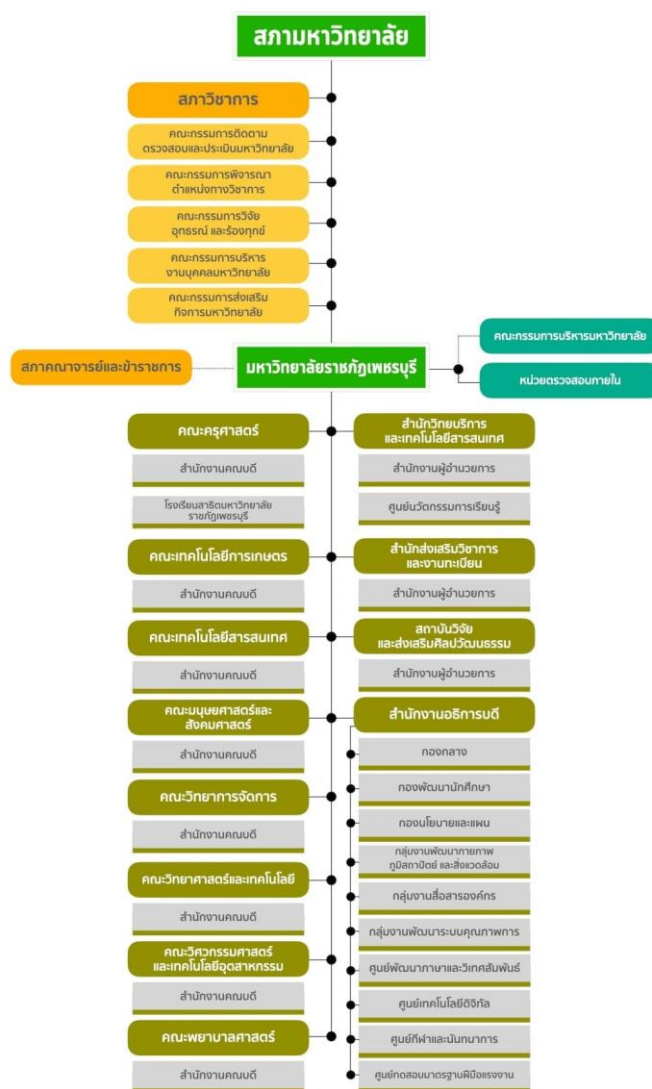 สภามหาวิทยาลัย
สภาวิชาการ
คณะกรรมการติดตาม
ตรวจสอบและประเมินมหาวิทยาลัย
คณะกรรมการพิจารณา
ตำแหน่งทางวิชาการ
คณะกรรมการวิจัย
อุทธรณ์ และร้องทุกข์
คณะกรรมการบริหาร
งานบุคคลมหาวิทยาลัย
คณะกรรมการส่งเสริม
กิจการมหาวิทยาลัย
สภาคณาจารย์และข้าราชการ
มหาวิทยาลัยราชภัฏเพชรบุรี
คณะกรรมการบริหารมหาวิทยาลัย
หน่วยตรวจสอบภายใน
คณะครุศาสตร์
สำนักงานคณบดี
โรงเรียนสาธิตมหาวิทยาลัย
ราชภัฏเพชรบุรี
คณะเทคโนโลยีการเกษตร
สำนักงานคณบดี
คณะเทคโนโลยีสารสนเทศ
สำนักงานคณบดี
คณะมนุษยศาสตร์และ
สังคมศาสตร์
สำนักงานคณบดี
คณะวิทยาการจัดการ
สำนักงานคณบดี
คณะวิทยาศาสตร์และเทคโนโลยี
สำนักงานคณบดี
คณะวิศวกรรมศาสตร์
และเทคโนโลยีอุตสาหกรรม
สำนักงานคณบดี
คณะพยาบาลศาสตร์
สำนักงานคณบดี
สำนักวิทยบริการ
และเทคโนโลยีสารสนเทศ
สำนักงานผู้อำนวยการ
ศูนย์นวัตกรรมการเรียนรู้
สำนักส่งเสริมวิชาการ
และงานทะเบียน
สำนักงานผู้อำนวยการ
สถาบันวิจัย
และส่งเสริมศิลปวัฒนธรรม
สำนักงานผู้อำนวยการ
สำนักงานอธิการบดี
กองกลาง
กองพัฒนานักศึกษา
กองนโยบายและแผน
กลุ่มงานพัฒนากายภาพ
ภูมิสถาปัตย์ และสิ่งแวดล้อม
กลุ่มงานสื่อสารองค์กร
กลุ่มงานพัฒนาระบบคุณภาพการ
ศูนย์พัฒนาภาษาและวิเทศสัมพันธ์
ศูนย์เทคโนโลยีดิจิทัล
ศูนย์กีฬาและนันทนาการ
ศูนย์ทดสอบมาตรฐานฝีมือแรงงาน